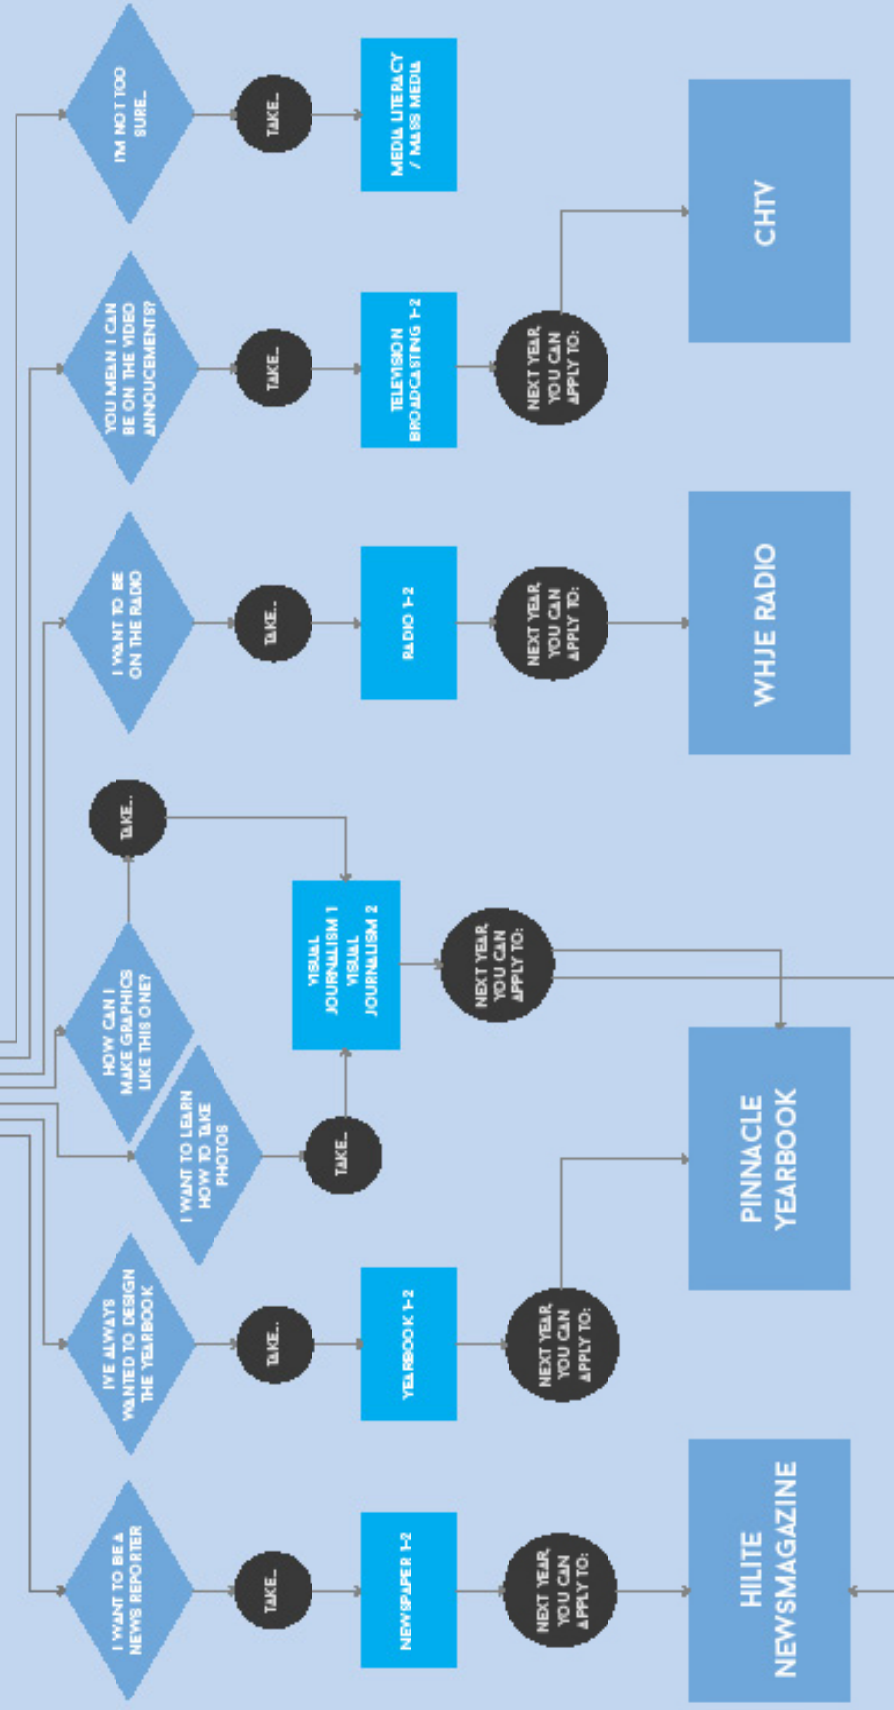 I WANT TO BE A
NEWS REPORTER
TAKE...
NEWSPAPER 1-2
NEXT YEAR,
YOU CAN
APPLY TO:
HILITE
NEWSMAGAZINE
I'VE ALWAYS
WANTED TO DESIGN
THE YEARBOOK
TAKE...
YEARBOOK 1-2
NEXT YEAR,
YOU CAN
APPLY TO:
PINNACLE
YEARBOOK
I WANT TO LEARN
HOW TO TAKE
PHOTOS
TAKE...
HOW CAN I
MAKE GRAPHICS
LIKE THIS ONE?
TAKE...
VISUAL
JOURNALISM 1
VISUAL
JOURNALISM 2
NEXT YEAR,
YOU CAN
APPLY TO:
I WANT TO BE
ON THE RADIO
TAKE...
RADIO 1-2
NEXT YEAR,
YOU CAN
APPLY TO:
WHJE RADIO
YOU MEAN I CAN
BE ON THE VIDEO
ANNOUCEMENTS?
TAKE...
TELEVISION
BROADCASTING 1-2
NEXT YEAR,
YOU CAN
APPLY TO:
CHTV
I'M NOT TOO
SURE...
TAKE...
MEDIA LITERACY
/ MASS MEDIA